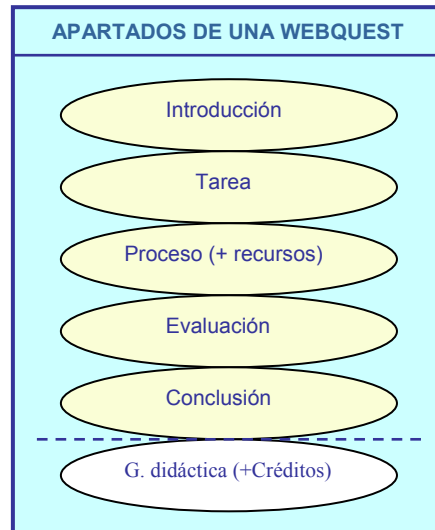 APARTADOS DE UNA WEBQUEST
Introducción
Tarea
Proceso (+ recursos)
Evaluación
Conclusión
G. didáctica (+Créditos)